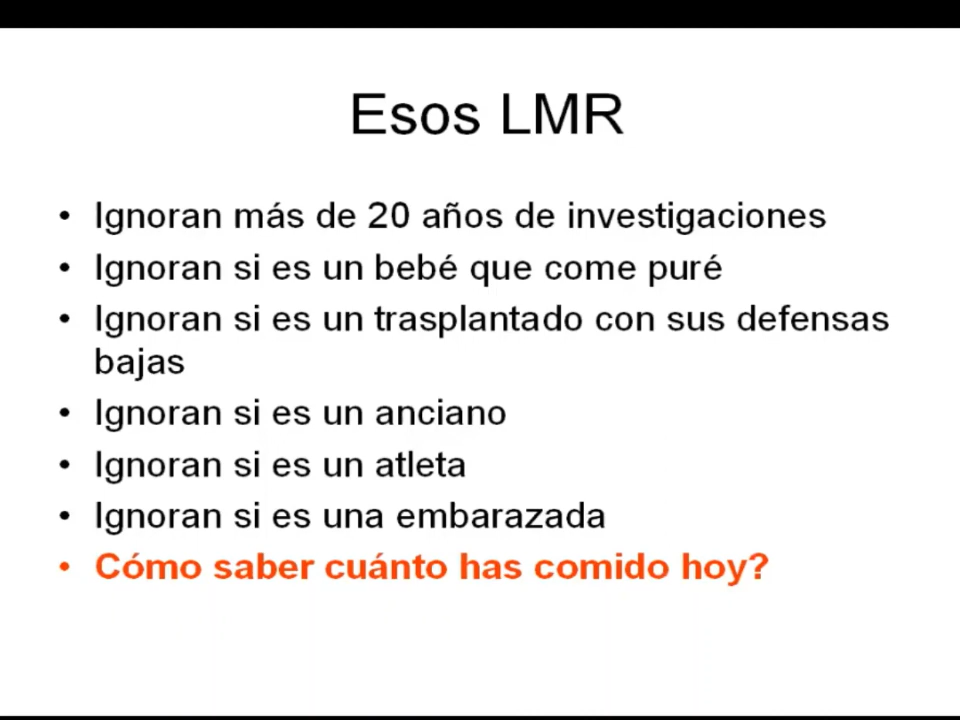 Esos LMR
• Ignoran más de 20 años de investigaciones
• Ignoran si es un bebé que come puré
• Ignoran si es un trasplantado con sus defensas
bajas
• Ignoran si es un anciano
• Ignoran si es un atleta
• Ignoran si es una embarazada
• Cómo saber cuánto has comido hoy?